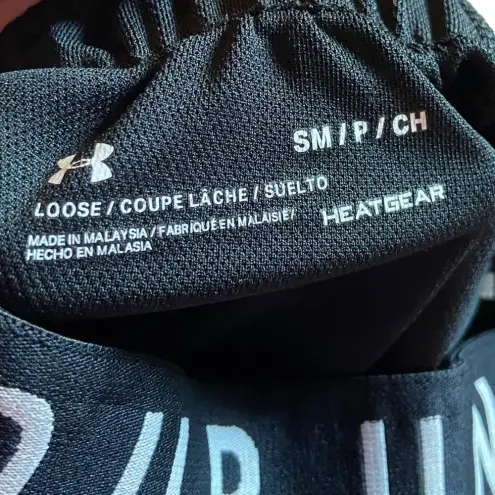 SM / P / CH
LOOSE / COUPE LÂCHE / SUELTO
MADE IN MALAYSIA / FABRIQUÉ EN MALAISIE /
HECHO EN MALASIA
HEATGEAR